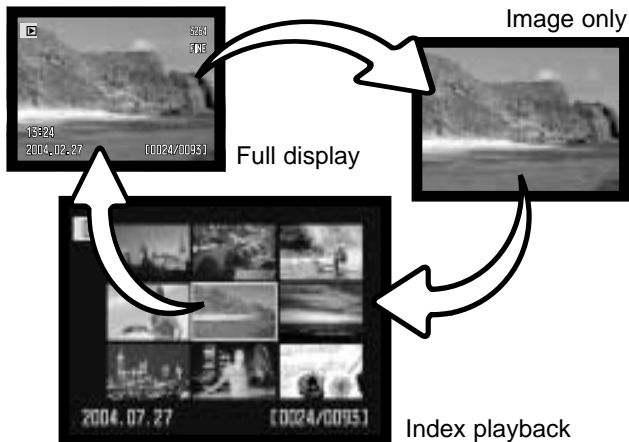 Image only
3264
FINE
13:24
2004.02.27 [0024/0093]
Full display
2004.07.27 [0024/0093]
Index playback